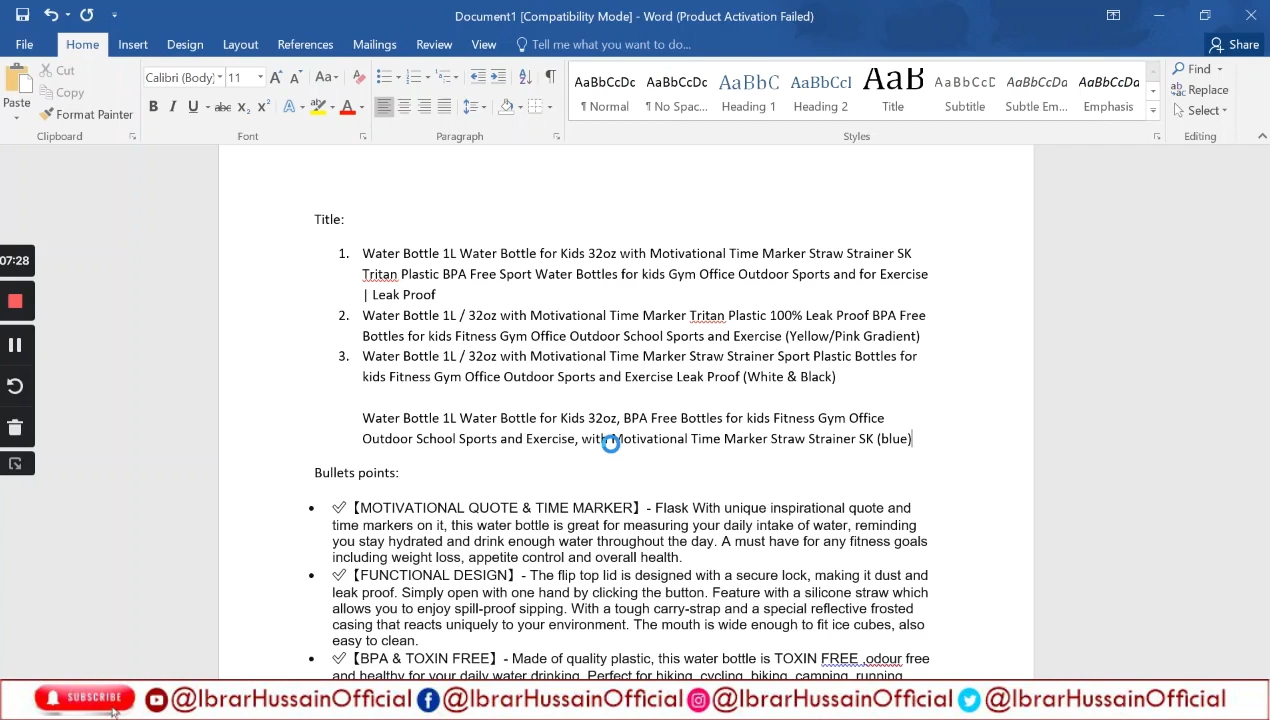 Document1 [Compatibility Mode] - Word (Product Activation Failed)
File Home Insert Design Layout References Mailings Review View Tell me what you want to do... Share
Paste
Cut
Copy
Format Painter
Clipboard
Calibri (Body) 11
Font
Paragraph
AaBbCcDc AaBbCcDc AaBbC AaBbCcI AaB AaBbCcD AaBbCcDa AaBbCcDa
¶ Normal ¶ No Spac... Heading 1 Heading 2 Title Subtitle Subtle Em... Emphasis
Styles
Find
Replace
Select
Editing
07:28
Title:
1. Water Bottle 1L Water Bottle for Kids 32oz with Motivational Time Marker Straw Strainer SK
Tritan Plastic BPA Free Sport Water Bottles for kids Gym Office Outdoor Sports and for Exercise
| Leak Proof
2. Water Bottle 1L / 32oz with Motivational Time Marker Tritan Plastic 100% Leak Proof BPA Free
Bottles for kids Fitness Gym Office Outdoor School Sports and Exercise (Yellow/Pink Gradient)
3. Water Bottle 1L / 32oz with Motivational Time Marker Straw Strainer Sport Plastic Bottles for
kids Fitness Gym Office Outdoor Sports and Exercise Leak Proof (White & Black)
Water Bottle 1L Water Bottle for Kids 32oz, BPA Free Bottles for kids Fitness Gym Office
Outdoor School Sports and Exercise, with Motivational Time Marker Straw Strainer SK (blue)
Bullets points:
• ✅【MOTIVATIONAL QUOTE & TIME MARKER】- Flask With unique inspirational quote and
time markers on it, this water bottle is great for measuring your daily intake of water, reminding
you stay hydrated and drink enough water throughout the day. A must have for any fitness goals
including weight loss, appetite control and overall health.
• ✅【FUNCTIONAL DESIGN】- The flip top lid is designed with a secure lock, making it dust and
leak proof. Simply open with one hand by clicking the button. Feature with a silicone straw which
allows you to enjoy spill-proof sipping. With a tough carry-strap and a special reflective frosted
casing that reacts uniquely to your environment. The mouth is wide enough to fit ice cubes, also
easy to clean.
• ✅【BPA & TOXIN FREE】- Made of quality plastic, this water bottle is TOXIN FREE ,odour free
and healthy for your daily water drinking. Perfect for hiking, cycling, biking, camping, running,
SUBSCRIBE @IbrarHussainOfficial @IbrarHussainOfficial @IbrarHussainOfficial @IbrarHussainOfficial